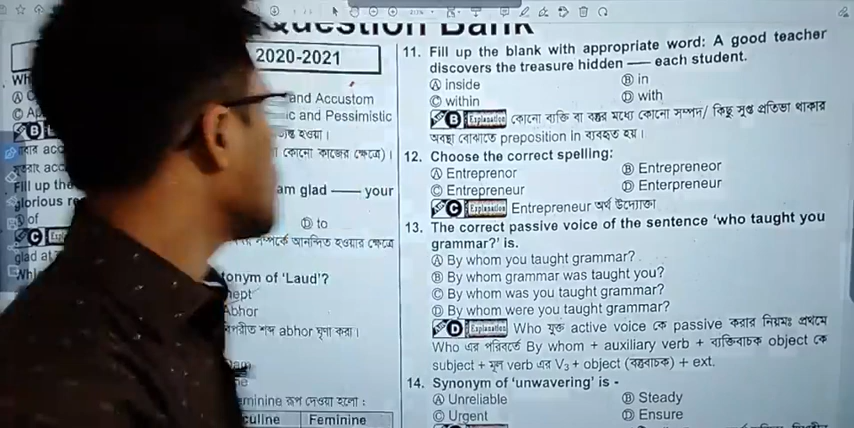 Question Bank
2020-2021
Wh
and Accustom
ic and Pessimistic
Ⓑ
হওয়া।
কোনো কাজের ক্ষেত্রে)।
Fill up the
am glad —— your
glorious re
of
Ⓓ to
Ⓒ
সম্পর্কে আনন্দিত হওয়ার ক্ষেত্রে
glad at
tonym of ‘Laud’?
Abhor
শব্দ abhor ঘৃণা করা।
eminine রূপ দেওয়া হলো :
culine Feminine
11. Fill up the blank with appropriate word: A good teacher
discovers the treasure hidden —— each student.
Ⓐ inside Ⓑ in
Ⓒ within Ⓓ with
Ans Ⓑ Explanation কোনো ব্যক্তি বা বস্তুর মধ্যে কোনো সম্পদ/ কিছু সুপ্ত প্রতিভা থাকার
অবস্থা বোঝাতে preposition in ব্যবহৃত হয়।
12. Choose the correct spelling:
Ⓐ Entreprenor Ⓑ Entrepreneor
Ⓒ Entrepreneur Ⓓ Enterpreneur
Ans Ⓒ Explanation Entrepreneur অর্থ উদ্যোক্তা
13. The correct passive voice of the sentence ‘who taught you
grammar?’ is.
Ⓐ By whom you taught grammar?
Ⓑ By whom grammar was taught you?
Ⓒ By whom was you taught grammar?
Ⓓ By whom were you taught grammar?
Ans Ⓓ Explanation Who যুক্ত active voice কে passive করার নিয়মঃ প্রথমে
Who এর পরিবর্তে By whom + auxiliary verb + ব্যক্তিবাচক object কে
subject + মূল verb এর V₃ + object (বস্তুবাচক) + ext.
14. Synonym of ‘unwavering’ is -
Ⓐ Unreliable Ⓑ Steady
Ⓒ Urgent Ⓓ Ensure